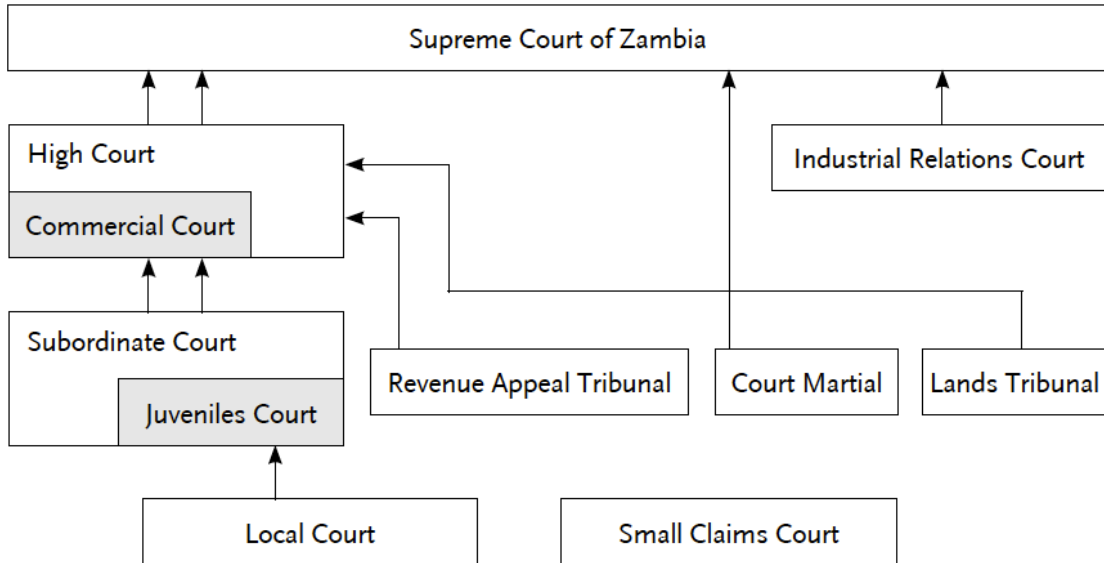 Supreme Court of Zambia
High Court
Industrial Relations Court
Commercial Court
Subordinate Court
Revenue Appeal Tribunal
Court Martial
Lands Tribunal
Juveniles Court
Local Court
Small Claims Court